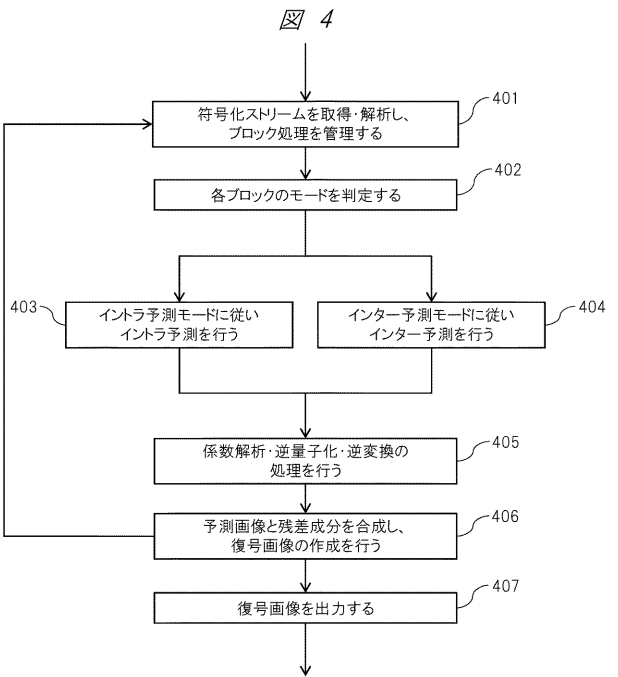 図 4
401
符号化ストリームを取得・解析し、
ブロック処理を管理する
402
各ブロックのモードを判定する
403
イントラ予測モードに従い
イントラ予測を行う
404
インター予測モードに従い
インター予測を行う
405
係数解析・逆量子化・逆変換の
処理を行う
406
予測画像と残差成分を合成し、
復号画像の作成を行う
407
復号画像を出力する